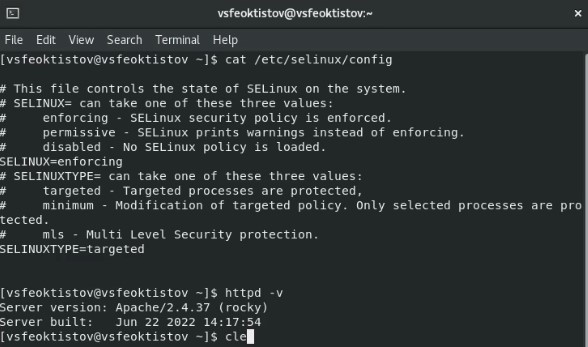 vsfeoktistov@vsfeoktistov:~
File Edit View Search Terminal Help
[vsfeoktistov@vsfeoktistov ~]$ cat /etc/selinux/config
# This file controls the state of SELinux on the system.
# SELINUX= can take one of these three values:
#     enforcing - SELinux security policy is enforced.
#     permissive - SELinux prints warnings instead of enforcing.
#     disabled - No SELinux policy is loaded.
SELINUX=enforcing
# SELINUXTYPE= can take one of these three values:
#     targeted - Targeted processes are protected,
#     minimum - Modification of targeted policy. Only selected processes are pro
tected.
#     mls - Multi Level Security protection.
SELINUXTYPE=targeted
[vsfeoktistov@vsfeoktistov ~]$ httpd -v
Server version: Apache/2.4.37 (rocky)
Server built:   Jun 22 2022 14:17:54
[vsfeoktistov@vsfeoktistov ~]$ cle